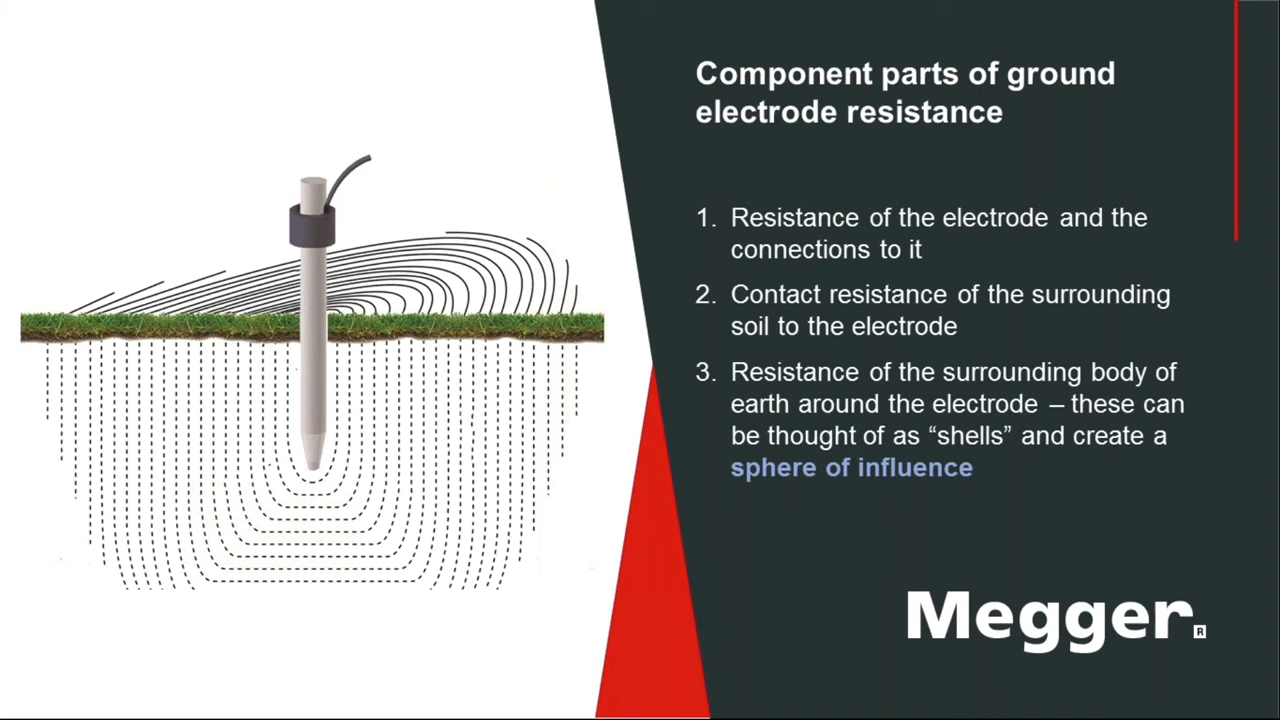 Component parts of ground
electrode resistance
1. Resistance of the electrode and the
connections to it
2. Contact resistance of the surrounding
soil to the electrode
3. Resistance of the surrounding body of
earth around the electrode – these can
be thought of as “shells” and create a
sphere of influence
Megger.®